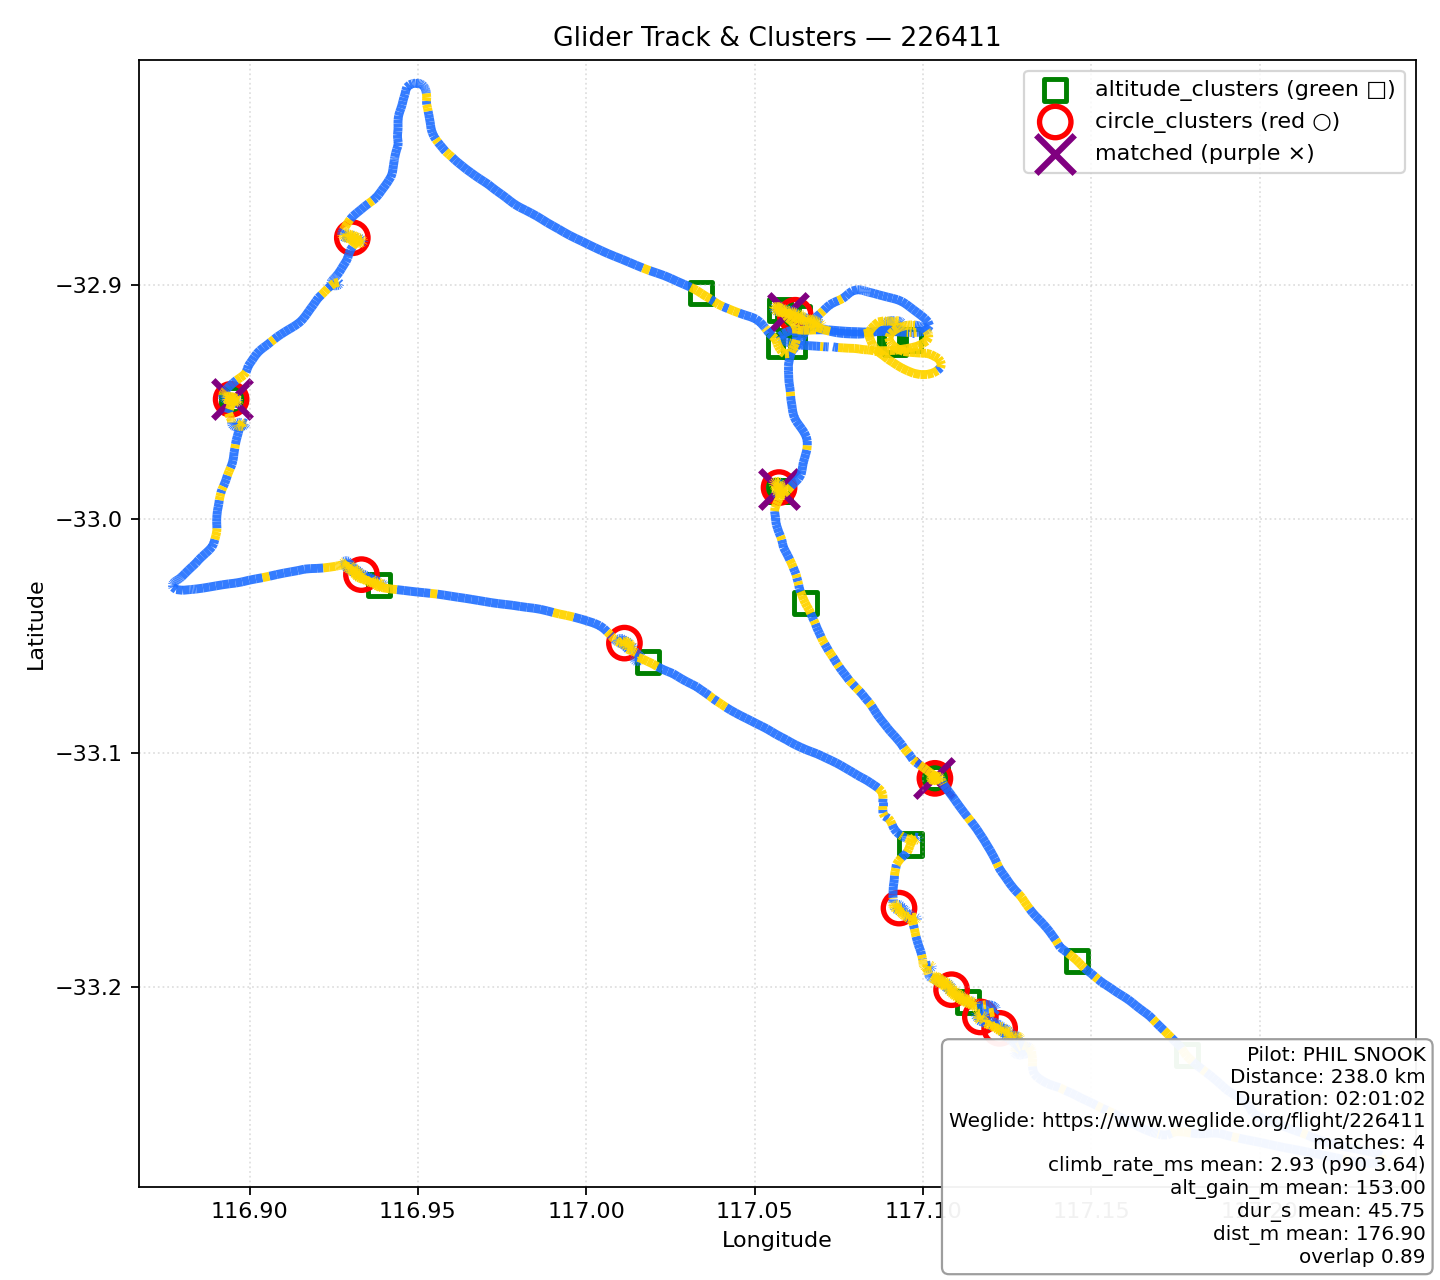 Glider Track & Clusters — 226411
altitude_clusters (green □)
circle_clusters (red ○)
matched (purple ×)
−32.9
−33.0
−33.1
−33.2
Latitude
116.90
116.95
117.00
117.05
117.10
117.15
Longitude
Pilot: PHIL SNOOK
Distance: 238.0 km
Duration: 02:01:02
Weglide: https://www.weglide.org/flight/226411
matches: 4
climb_rate_ms mean: 2.93 (p90 3.64)
alt_gain_m mean: 153.00
dur_s mean: 45.75
dist_m mean: 176.90
overlap 0.89